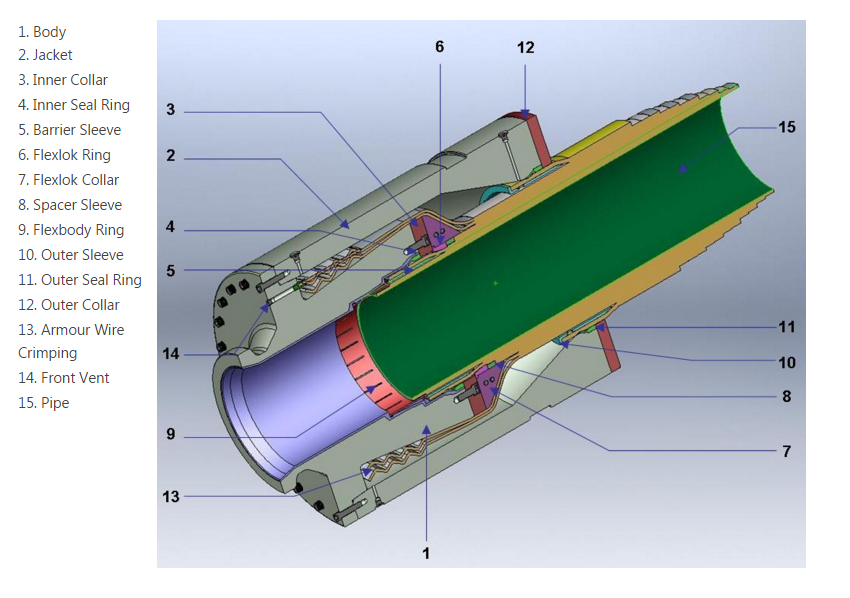 1. Body
2. Jacket
3. Inner Collar
4. Inner Seal Ring
5. Barrier Sleeve
6. Flexlok Ring
7. Flexlok Collar
8. Spacer Sleeve
9. Flexbody Ring
10. Outer Sleeve
11. Outer Seal Ring
12. Outer Collar
13. Armour Wire
Crimping
14. Front Vent
15. Pipe
6
12
3
15
2
4
5
11
14
10
8
9
7
13
1